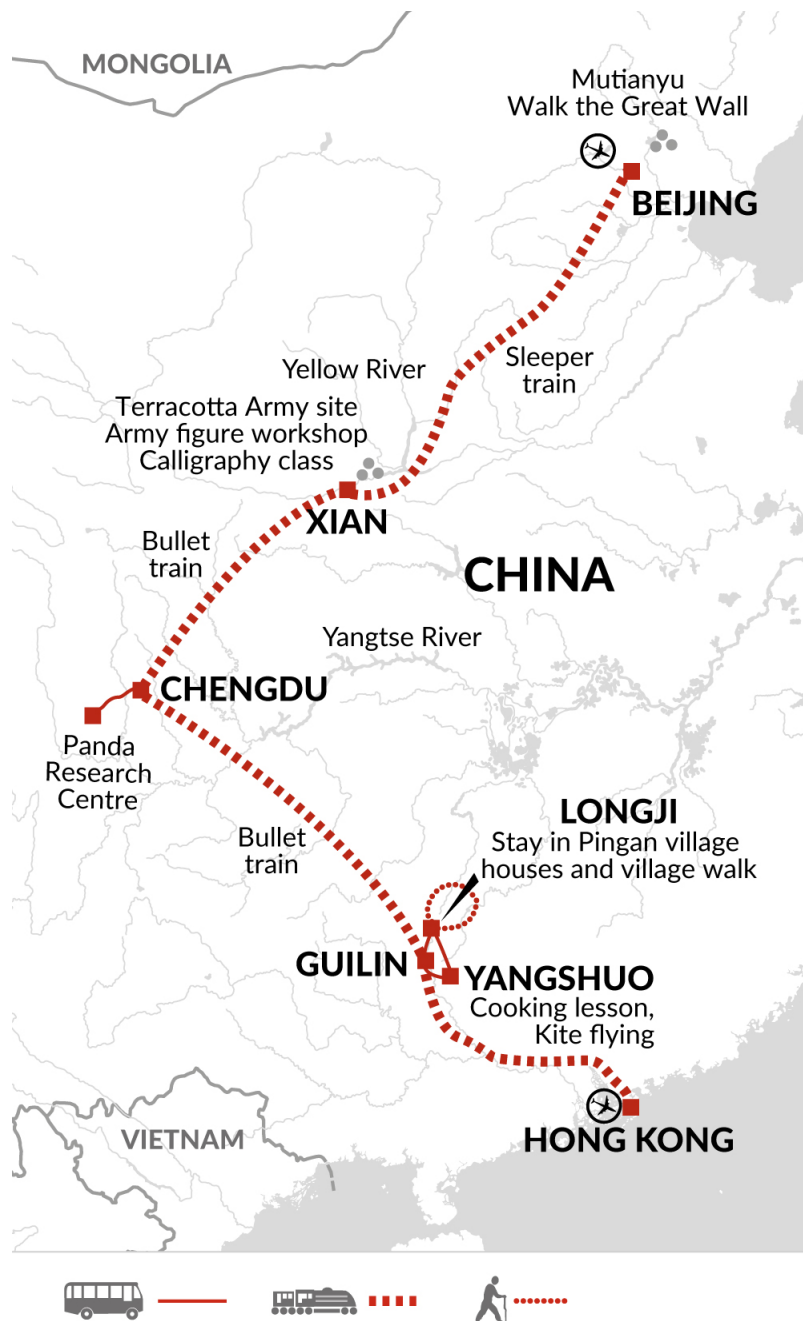 MONGOLIA
Mutianyu
Walk the Great Wall
BEIJING
Sleeper
train
Yellow River
Terracotta Army site
Army figure workshop
Calligraphy class
XIAN
Bullet
train
CHINA
Yangtse River
CHENGDU
Panda
Research
Centre
Bullet
train
LONGJI
Stay in Pingan village
houses and village walk
GUILIN
YANGSHUO
Cooking lesson,
Kite flying
HONG KONG
VIETNAM